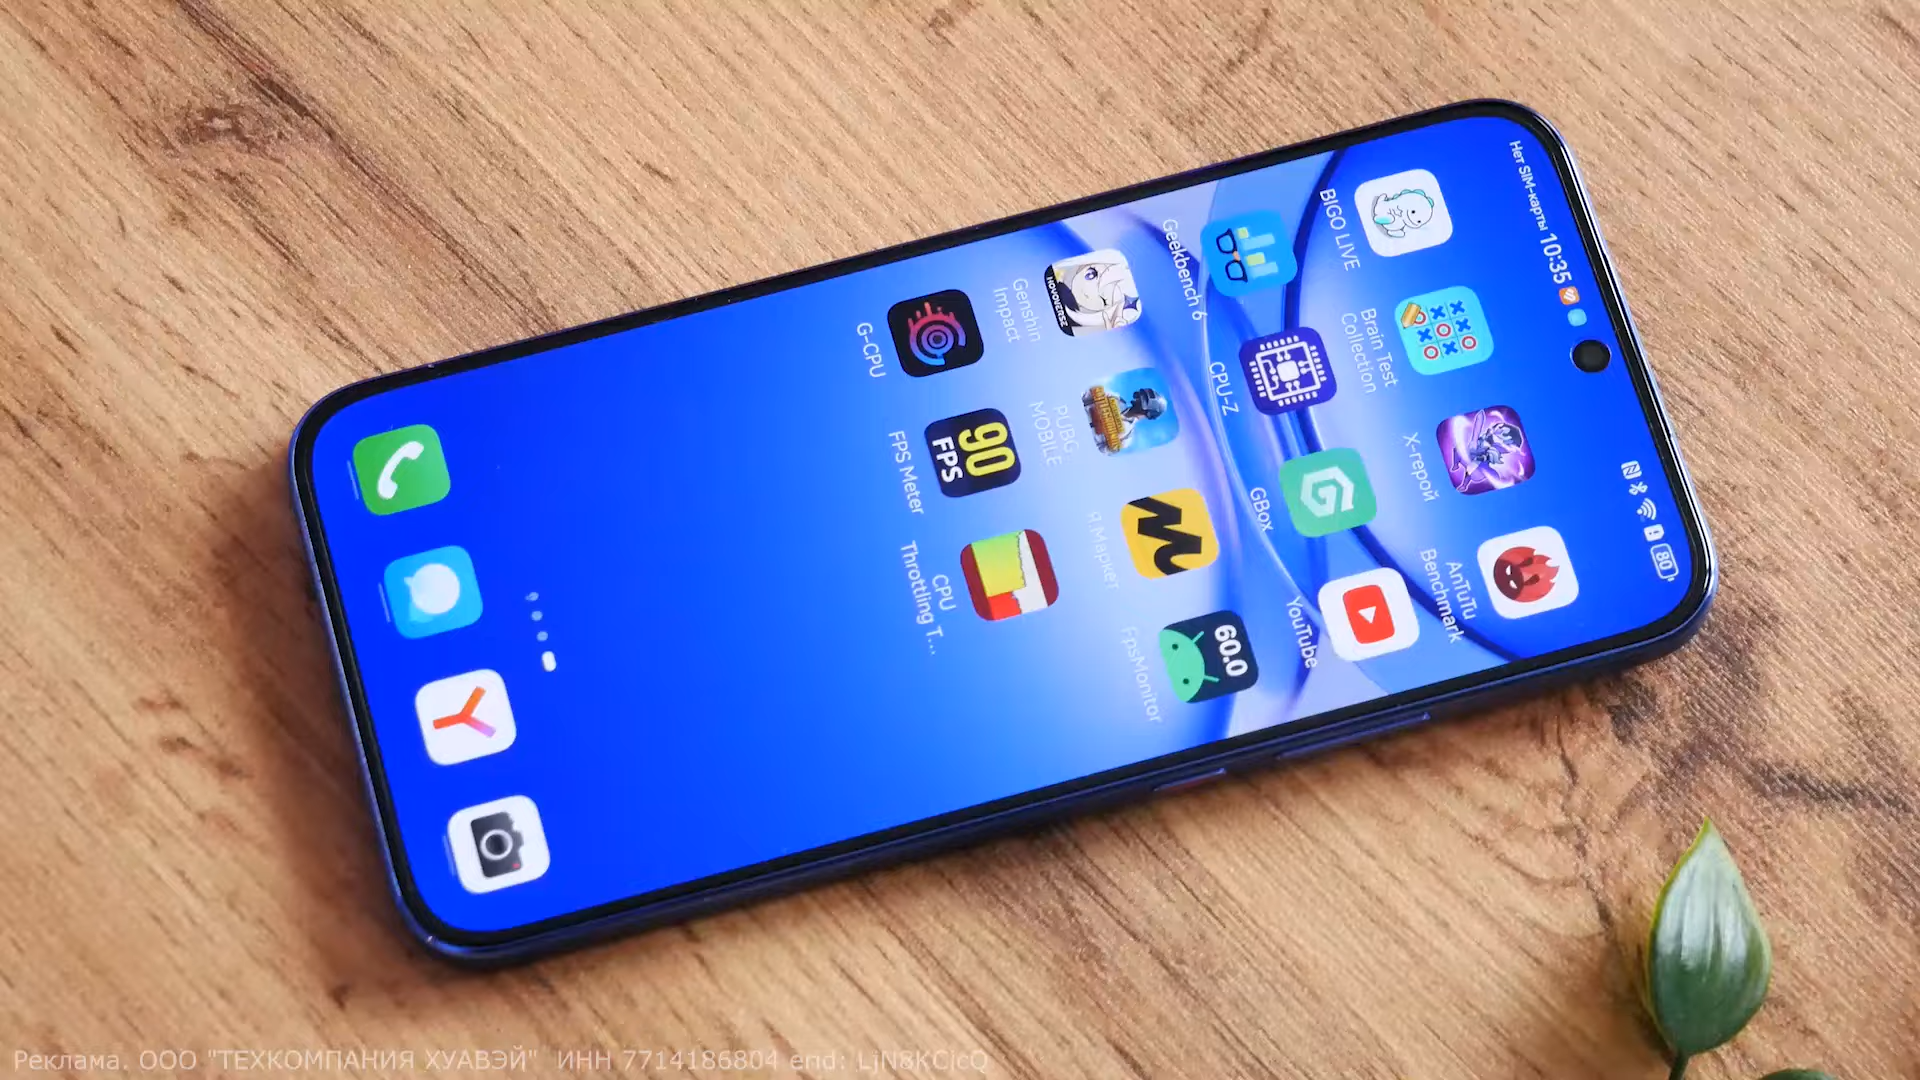 Нет SIM-карты 10:35
80
BIGO LIVE
Brain Test
Collection
Х-герой
AnTuTu
Benchmark
Geekbench 6
CPU-Z
GBox
YouTube
HOYOVERSE
Genshin
Impact
PUBG
MOBILE
Я.Маркет
60.0
FpsMonitor
G-CPU
90
FPS
FPS Meter
CPU
Throttling T...
Реклама. ООО "ТЕХКОМПАНИЯ ХУАВЭЙ" ИНН 7714186804 erid: LjN8KCjcQ